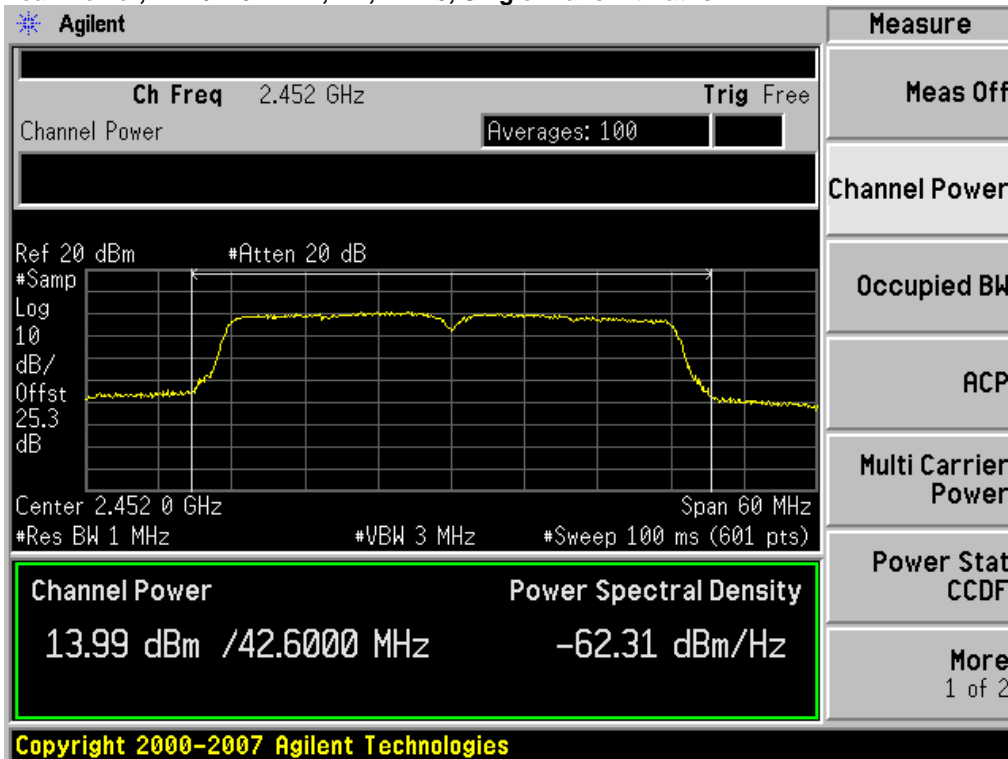 Agilent
Measure
Ch Freq 2.452 GHz Trig Free
Channel Power Averages: 100
Meas Off
Channel Power
Occupied BW
ACP
Multi Carrier
Power
Power Stat
CCDF
More
1 of 2
Ref 20 dBm #Atten 20 dB
#Samp
Log
10
dB/
Offst
25.3
dB
Center 2.452 0 GHz Span 60 MHz
#Res BW 1 MHz #VBW 3 MHz #Sweep 100 ms (601 pts)
Channel Power Power Spectral Density
13.99 dBm /42.6000 MHz -62.31 dBm/Hz
Copyright 2000-2007 Agilent Technologies